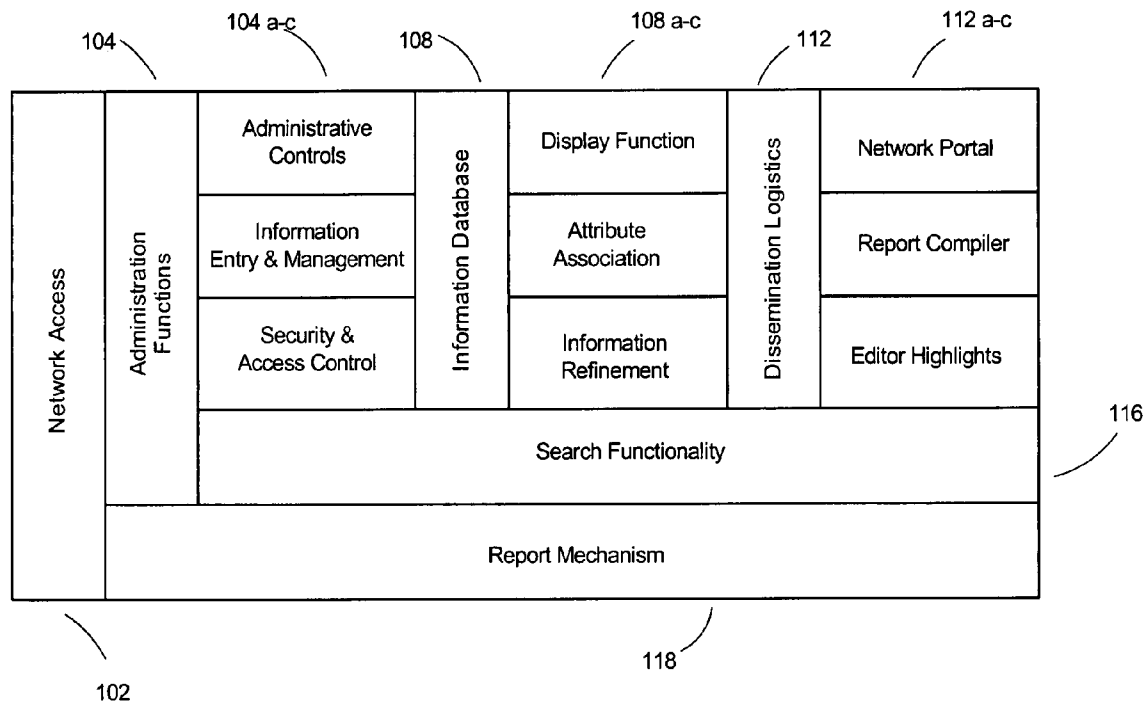 104
104 a-c
108
108 a-c
112
112 a-c
Network Access
Administration
Functions
Administrative
Controls
Information
Entry & Management
Security &
Access Control
Information Database
Display Function
Attribute
Association
Information
Refinement
Dissemination Logistics
Network Portal
Report Compiler
Editor Highlights
Search Functionality
116
Report Mechanism
118
102